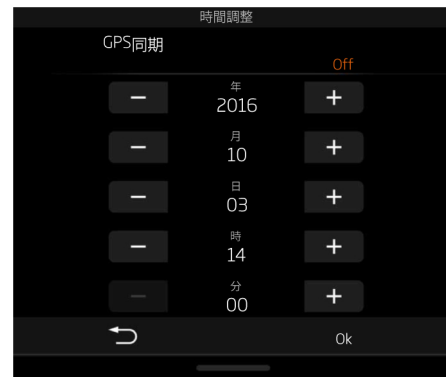 時間調整
GPS同期
Off
年
− 2016 +
月
− 10 +
日
− 03 +
時
− 14 +
分
− 00 +
Ok